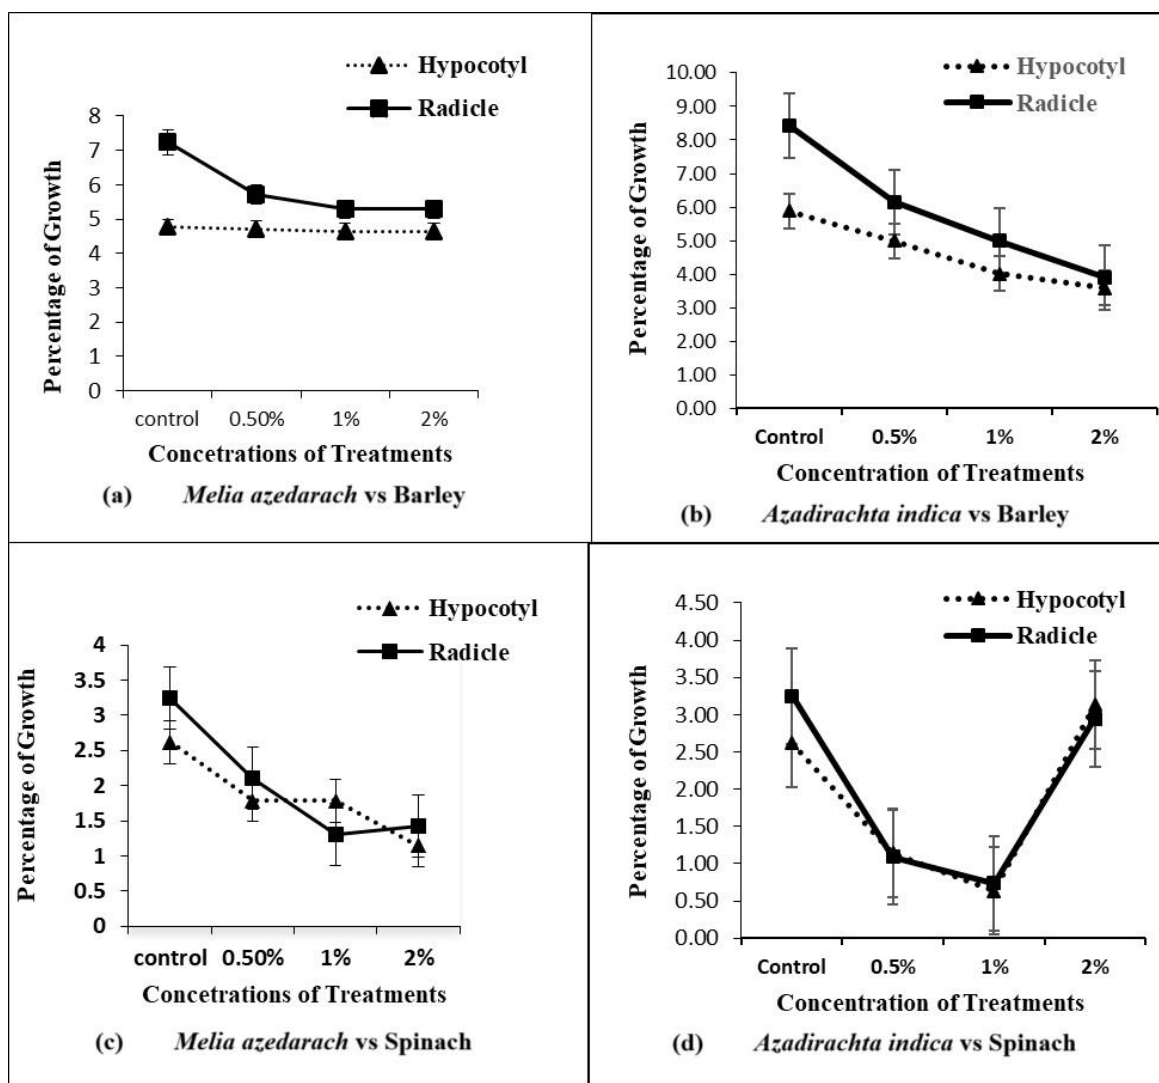 Hypocotyl
Radicle
8
7
6
5
4
3
2
1
0
Percentage of Growth
control 0.50% 1% 2%
Concetrations of Treatments
(a) Melia azedarach vs Barley
Hypocotyl
Radicle
10.00
9.00
8.00
7.00
6.00
5.00
4.00
3.00
2.00
1.00
0.00
Percentage of Growth
Control 0.5% 1% 2%
Concentration of Treatments
(b) Azadirachta indica vs Barley
Hypocotyl
Radicle
4
3.5
3
2.5
2
1.5
1
0.5
0
Percentage of Growth
control 0.50% 1% 2%
Concetrations of Treatments
(c) Melia azedarach vs Spinach
Hypocotyl
Radicle
4.50
4.00
3.50
3.00
2.50
2.00
1.50
1.00
0.50
0.00
Percentage of Growth
Control 0.5% 1% 2%
Concentration of Treatments
(d) Azadirachta indica vs Spinach